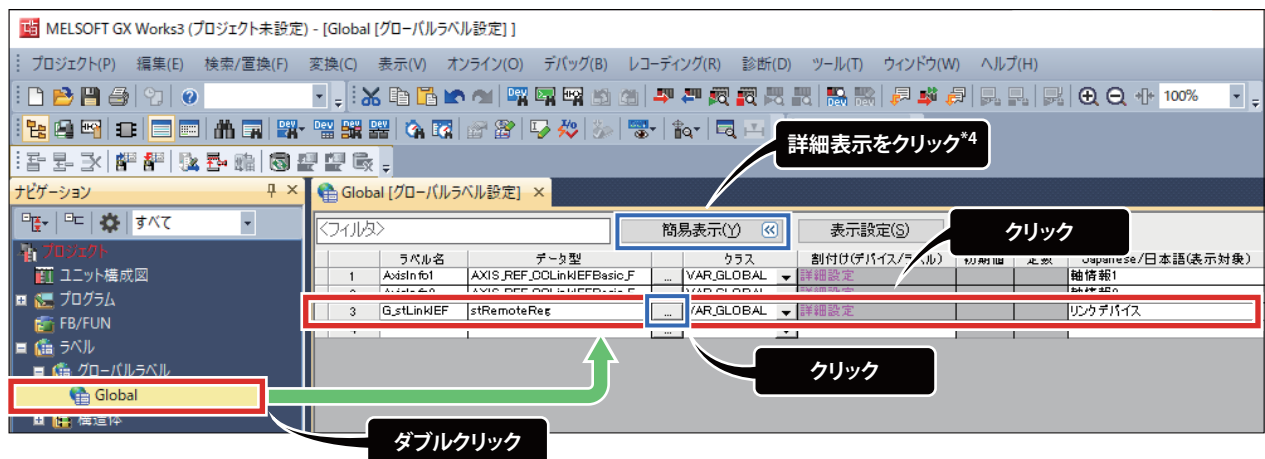 MELSOFT GX Works3 (プロジェクト未設定) - [Global [グローバルラベル設定] ]
プロジェクト(P) 編集(E) 検索/置換(F) 変換(C) 表示(V) オンライン(O) デバッグ(B) レコーディング(R) 診断(D) ツール(T) ウィンドウ(W) ヘルプ(H)
100%
詳細表示をクリック*4
ナビゲーション
Global [グローバルラベル設定]
すべて
<フィルタ>
簡易表示(Y)
表示設定(S)
クリック
プロジェクト
ラベル名 データ型 クラス 割付け(デバイス/ラベル) 初期値 定数 Japanese/日本語(表示対象)
ユニット構成図
1 AxisInfo1 AXIS_REF_CCLinkIEFBasic_F ... VAR_GLOBAL 詳細設定 軸情報1
プログラム
3 G_stLinkIEF stRemoteReg ... VAR_GLOBAL 詳細設定 リンクデバイス
FB/FUN
ラベル
グローバルラベル
クリック
Global
構造体
ダブルクリック